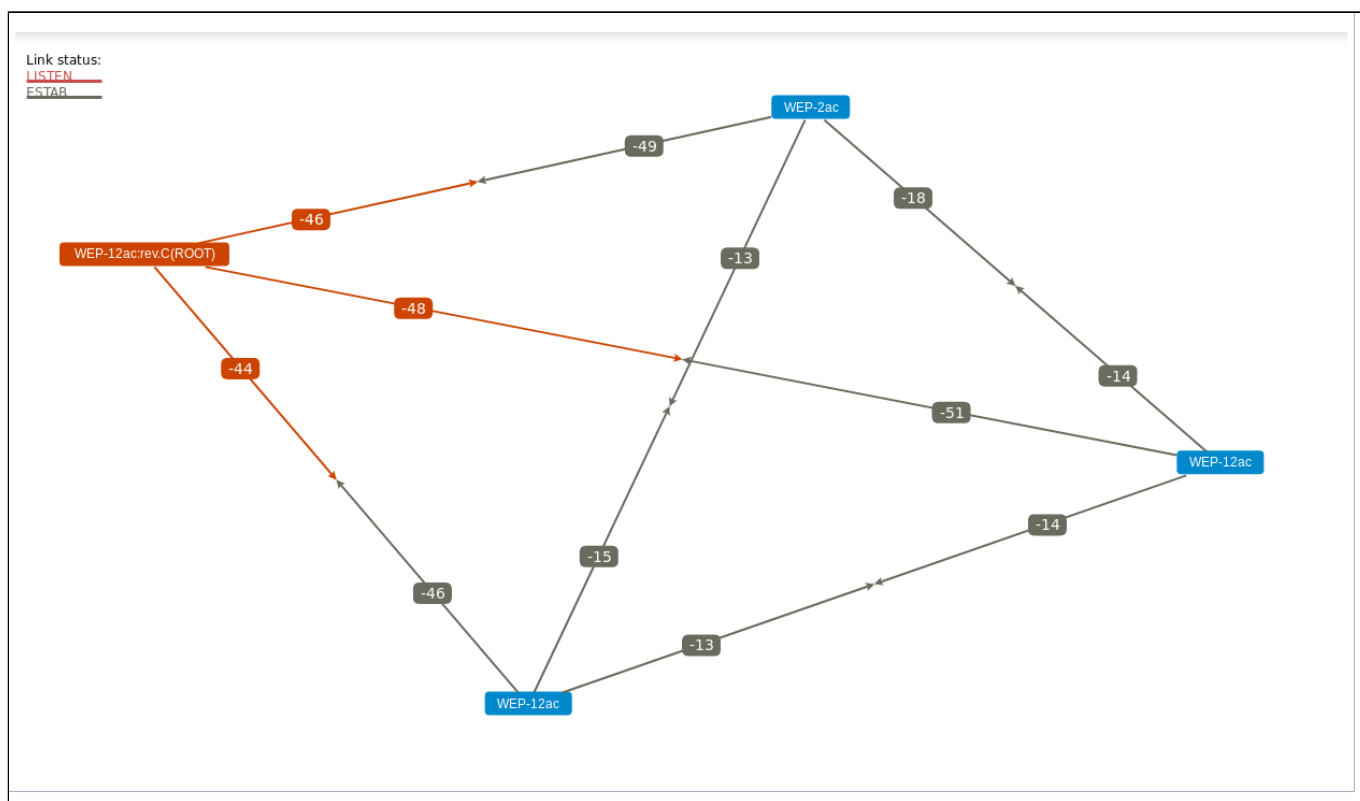 Link status:
LISTEN
ESTAB
WEP-2ac
-49
-18
-46
WEP-12ac:rev.C(ROOT)
-13
-48
-44
-14
-51
WEP-12ac
-14
-15
-46
-13
WEP-12ac